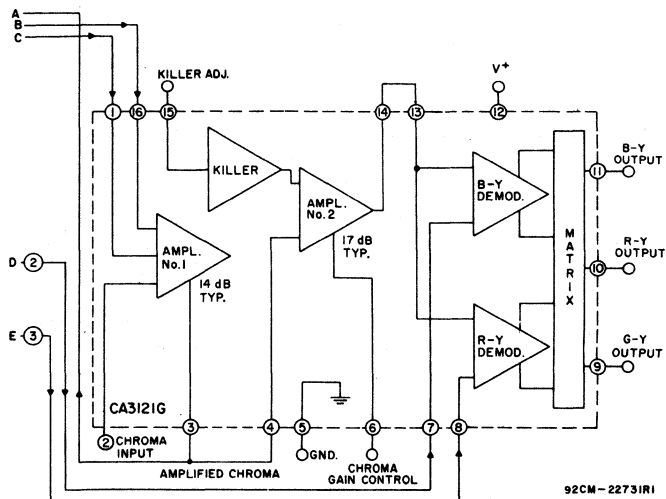 A
B
C
KILLER ADJ.
V+
1
16
15
14
13
12
KILLER
B-Y
DEMOD.
B-Y
OUTPUT
11
AMPL.
No.2
17 dB
TYP.
AMPL.
No.1
14 dB
TYP.
MATRIX
R-Y
OUTPUT
10
D
2
E
3
R-Y
DEMOD.
G-Y
OUTPUT
9
CA3121G
2
CHROMA
INPUT
3
4
5
6
7
8
AMPLIFIED CHROMA
GND.
CHROMA
GAIN CONTROL
92CM-22731R1